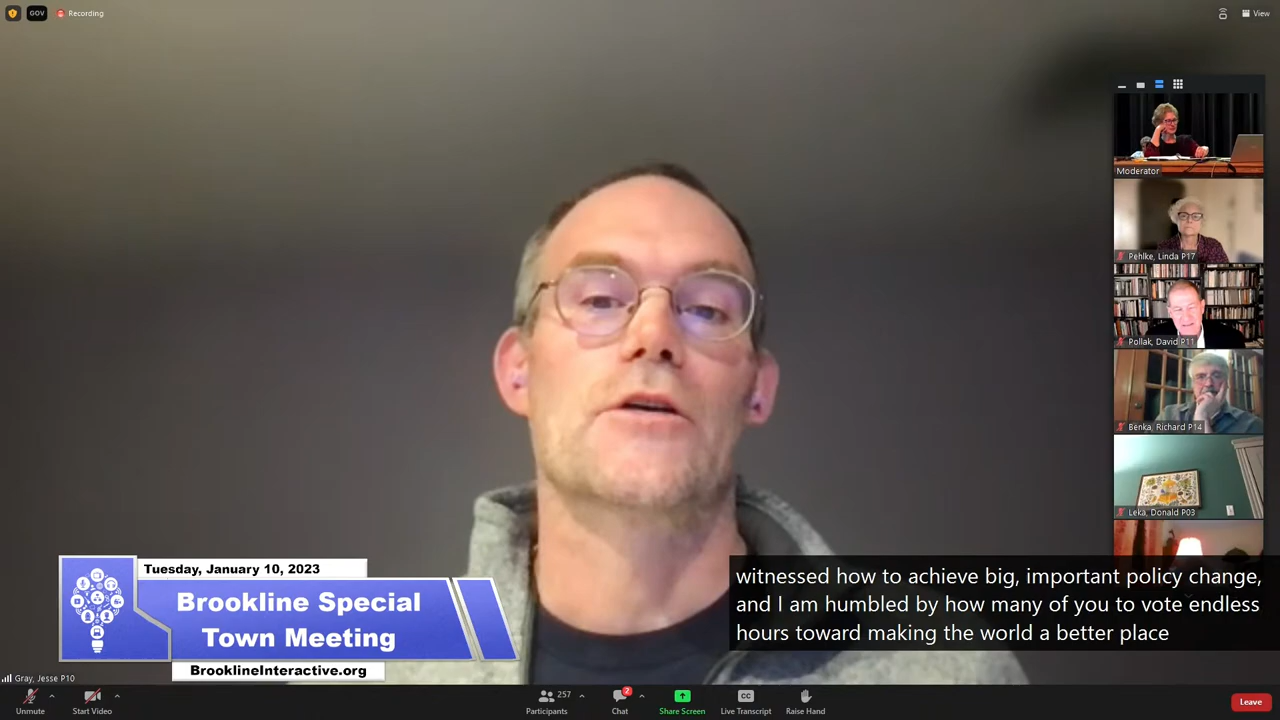 GOV
Recording
View
Moderator
Pehlke, Linda P17
Pollak, David P11
Benka, Richard P14
Leka, Donald P03
Tuesday, January 10, 2023
Brookline Special
Town Meeting
BrooklineInteractive.org
witnessed how to achieve big, important policy change,
and I am humbled by how many of you to vote endless
hours toward making the world a better place
Gray, Jesse P10
Unmute
Start Video
257
Participants
2
Chat
Share Screen
CC
Live Transcript
Raise Hand
Leave